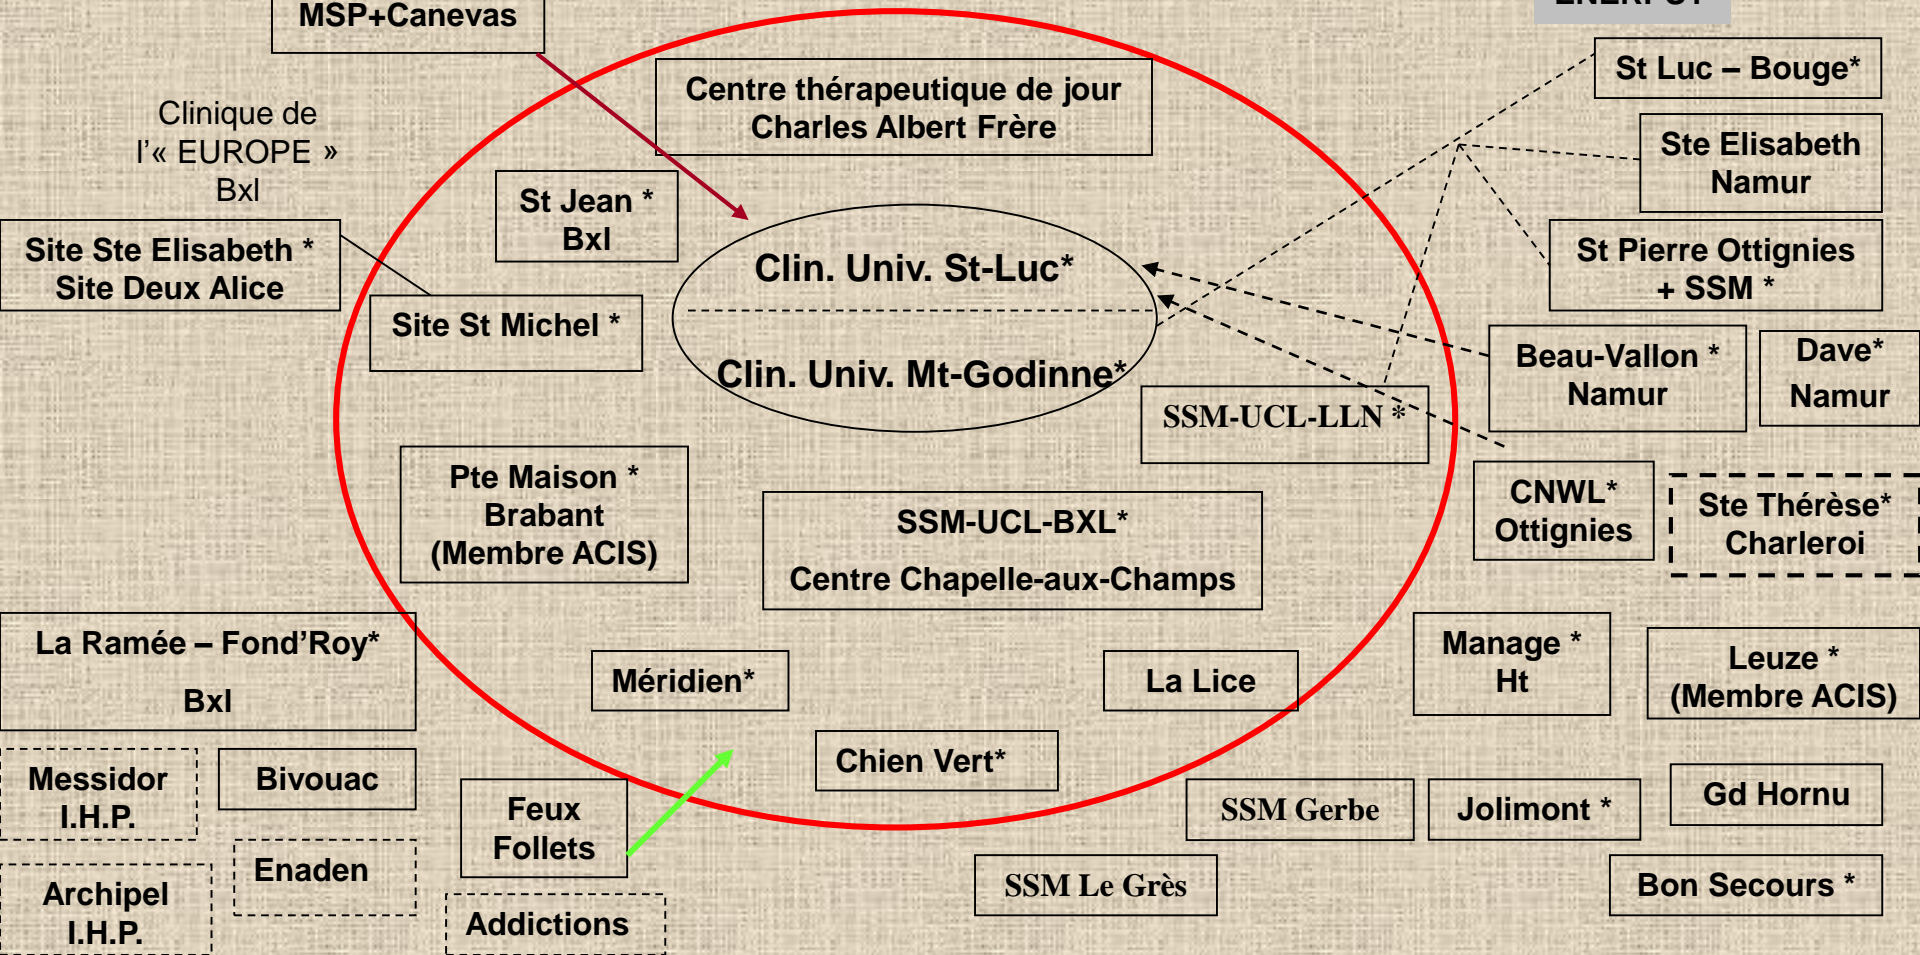 MSP+Canevas
Centre thérapeutique de jour
Charles Albert Frère
St Luc – Bouge*
Clinique de
l'« EUROPE »
Bxl
Ste Elisabeth
Namur
St Jean *
Bxl
Site Ste Elisabeth *
Site Deux Alice
St Pierre Ottignies
+ SSM *
Clin. Univ. St-Luc*
Site St Michel *
Clin. Univ. Mt-Godinne*
Beau-Vallon *
Namur
Dave*
Namur
SSM-UCL-LLN *
Pte Maison *
Brabant
(Membre ACIS)
SSM-UCL-BXL*
Centre Chapelle-aux-Champs
CNWL*
Ottignies
Ste Thérèse*
Charleroi
La Ramée – Fond'Roy*
Bxl
Méridien*
La Lice
Manage *
Ht
Leuze *
(Membre ACIS)
Messidor
I.H.P.
Bivouac
Chien Vert*
Feux
Follets
SSM Gerbe
Jolimont *
Gd Hornu
Enaden
Archipel
I.H.P.
Addictions
SSM Le Grès
Bon Secours *